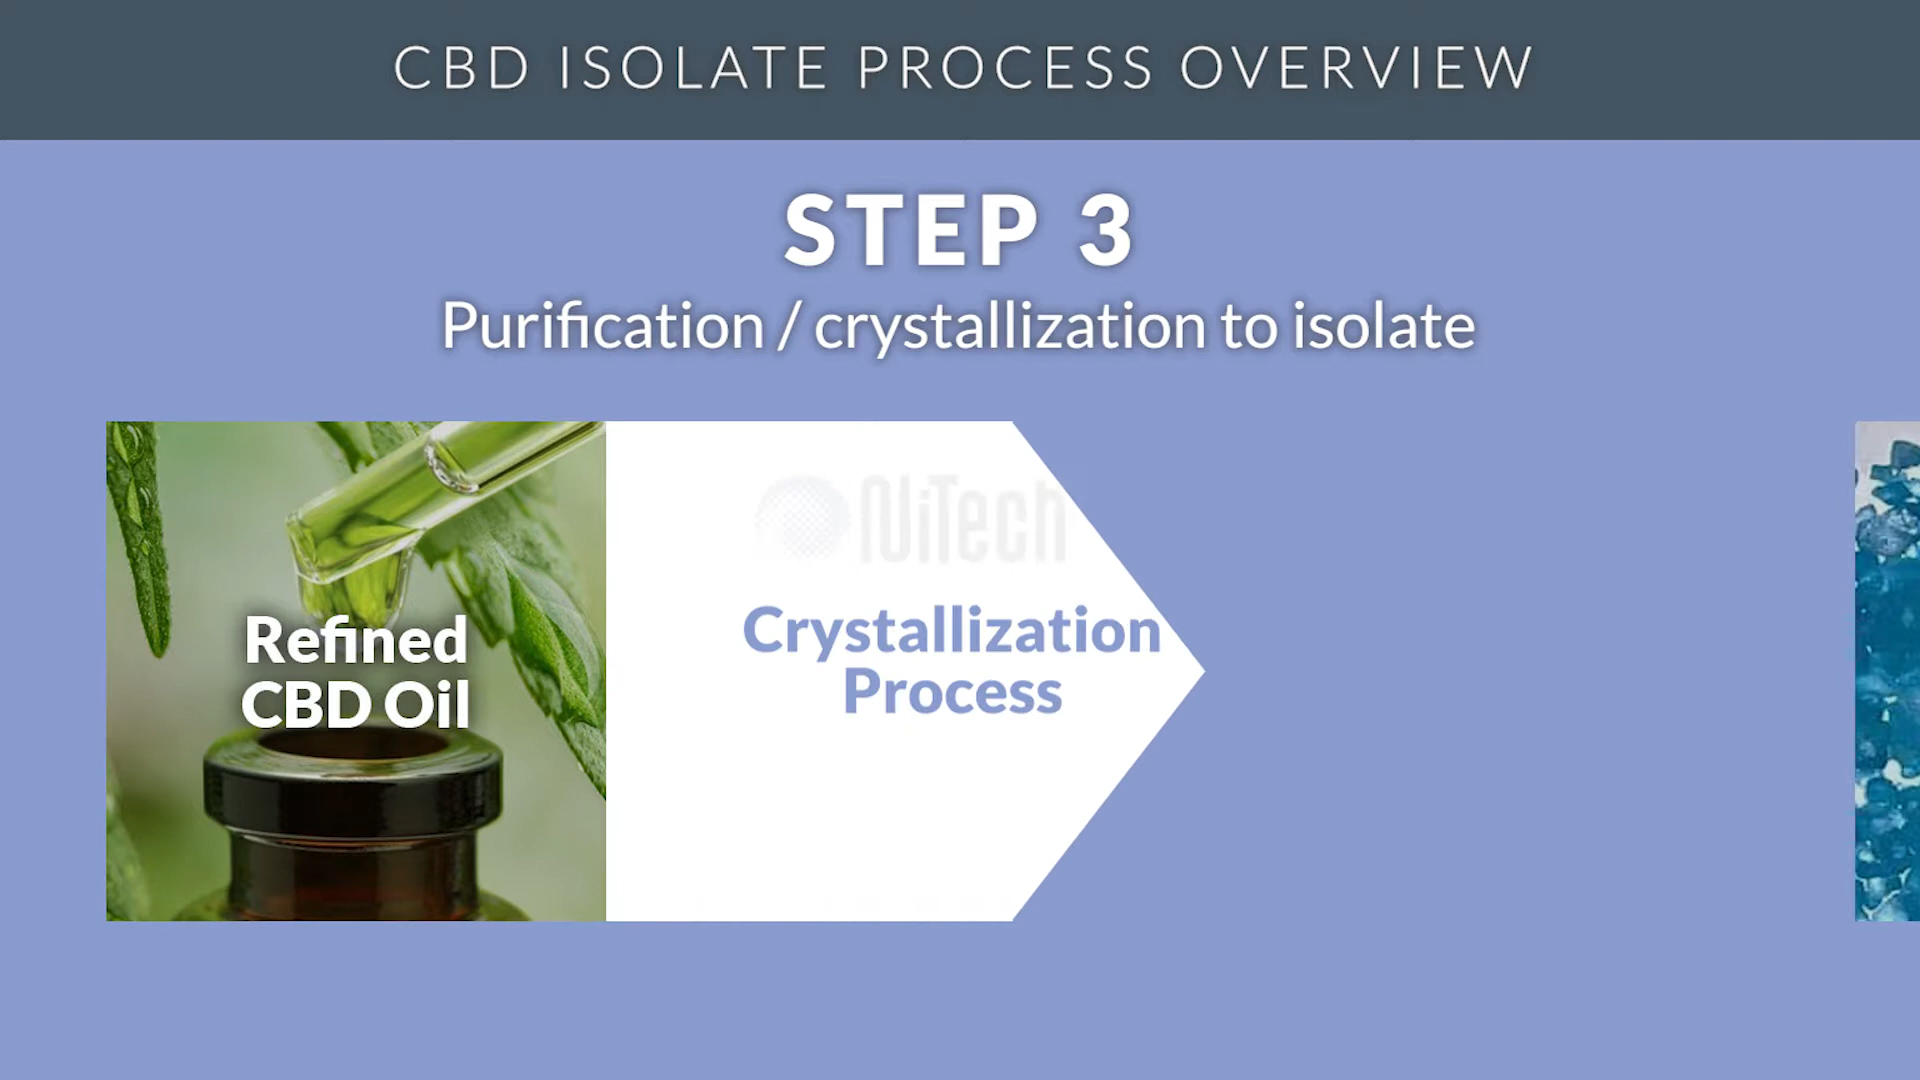 CBD ISOLATE PROCESS OVERVIEW
STEP 3
Purification / crystallization to isolate
NiTech
Crystallization
Process
Refined
CBD Oil